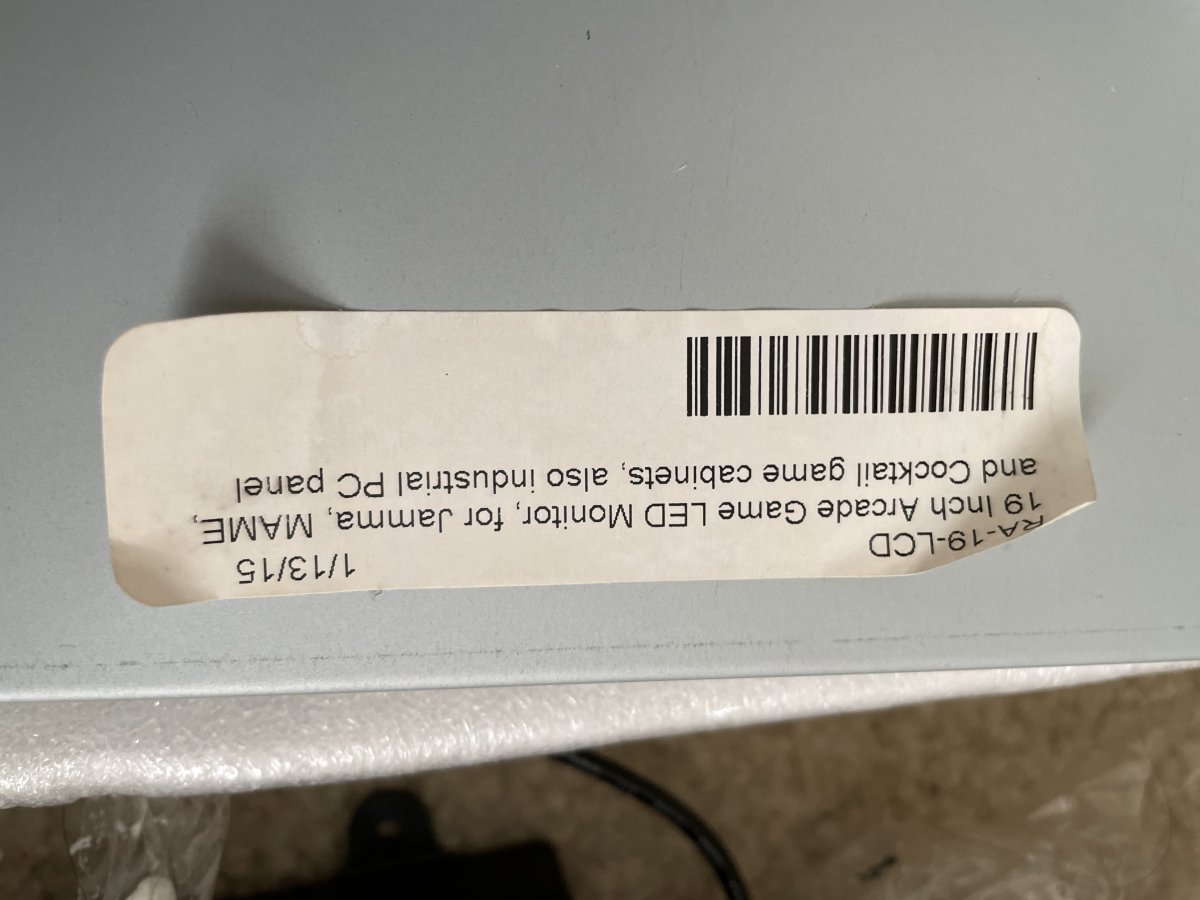 RA-19-LCD 1/13/15
19 Inch Arcade Game LED Monitor, for Jamma, MAME,
and Cocktail game cabinets, also industrial PC panel